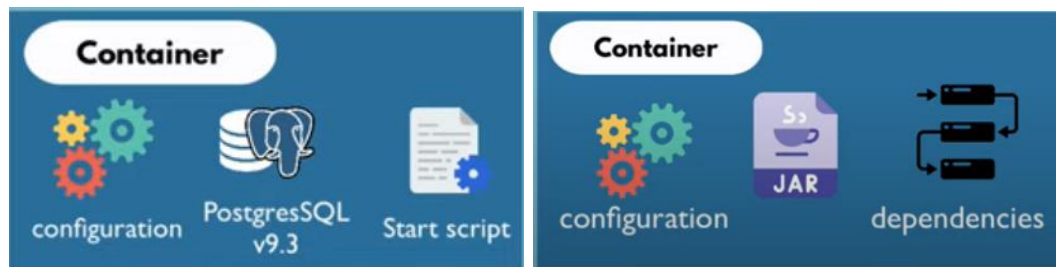 Container
configuration
PostgresSQL
v9.3
Start script
Container
JAR
configuration
dependencies